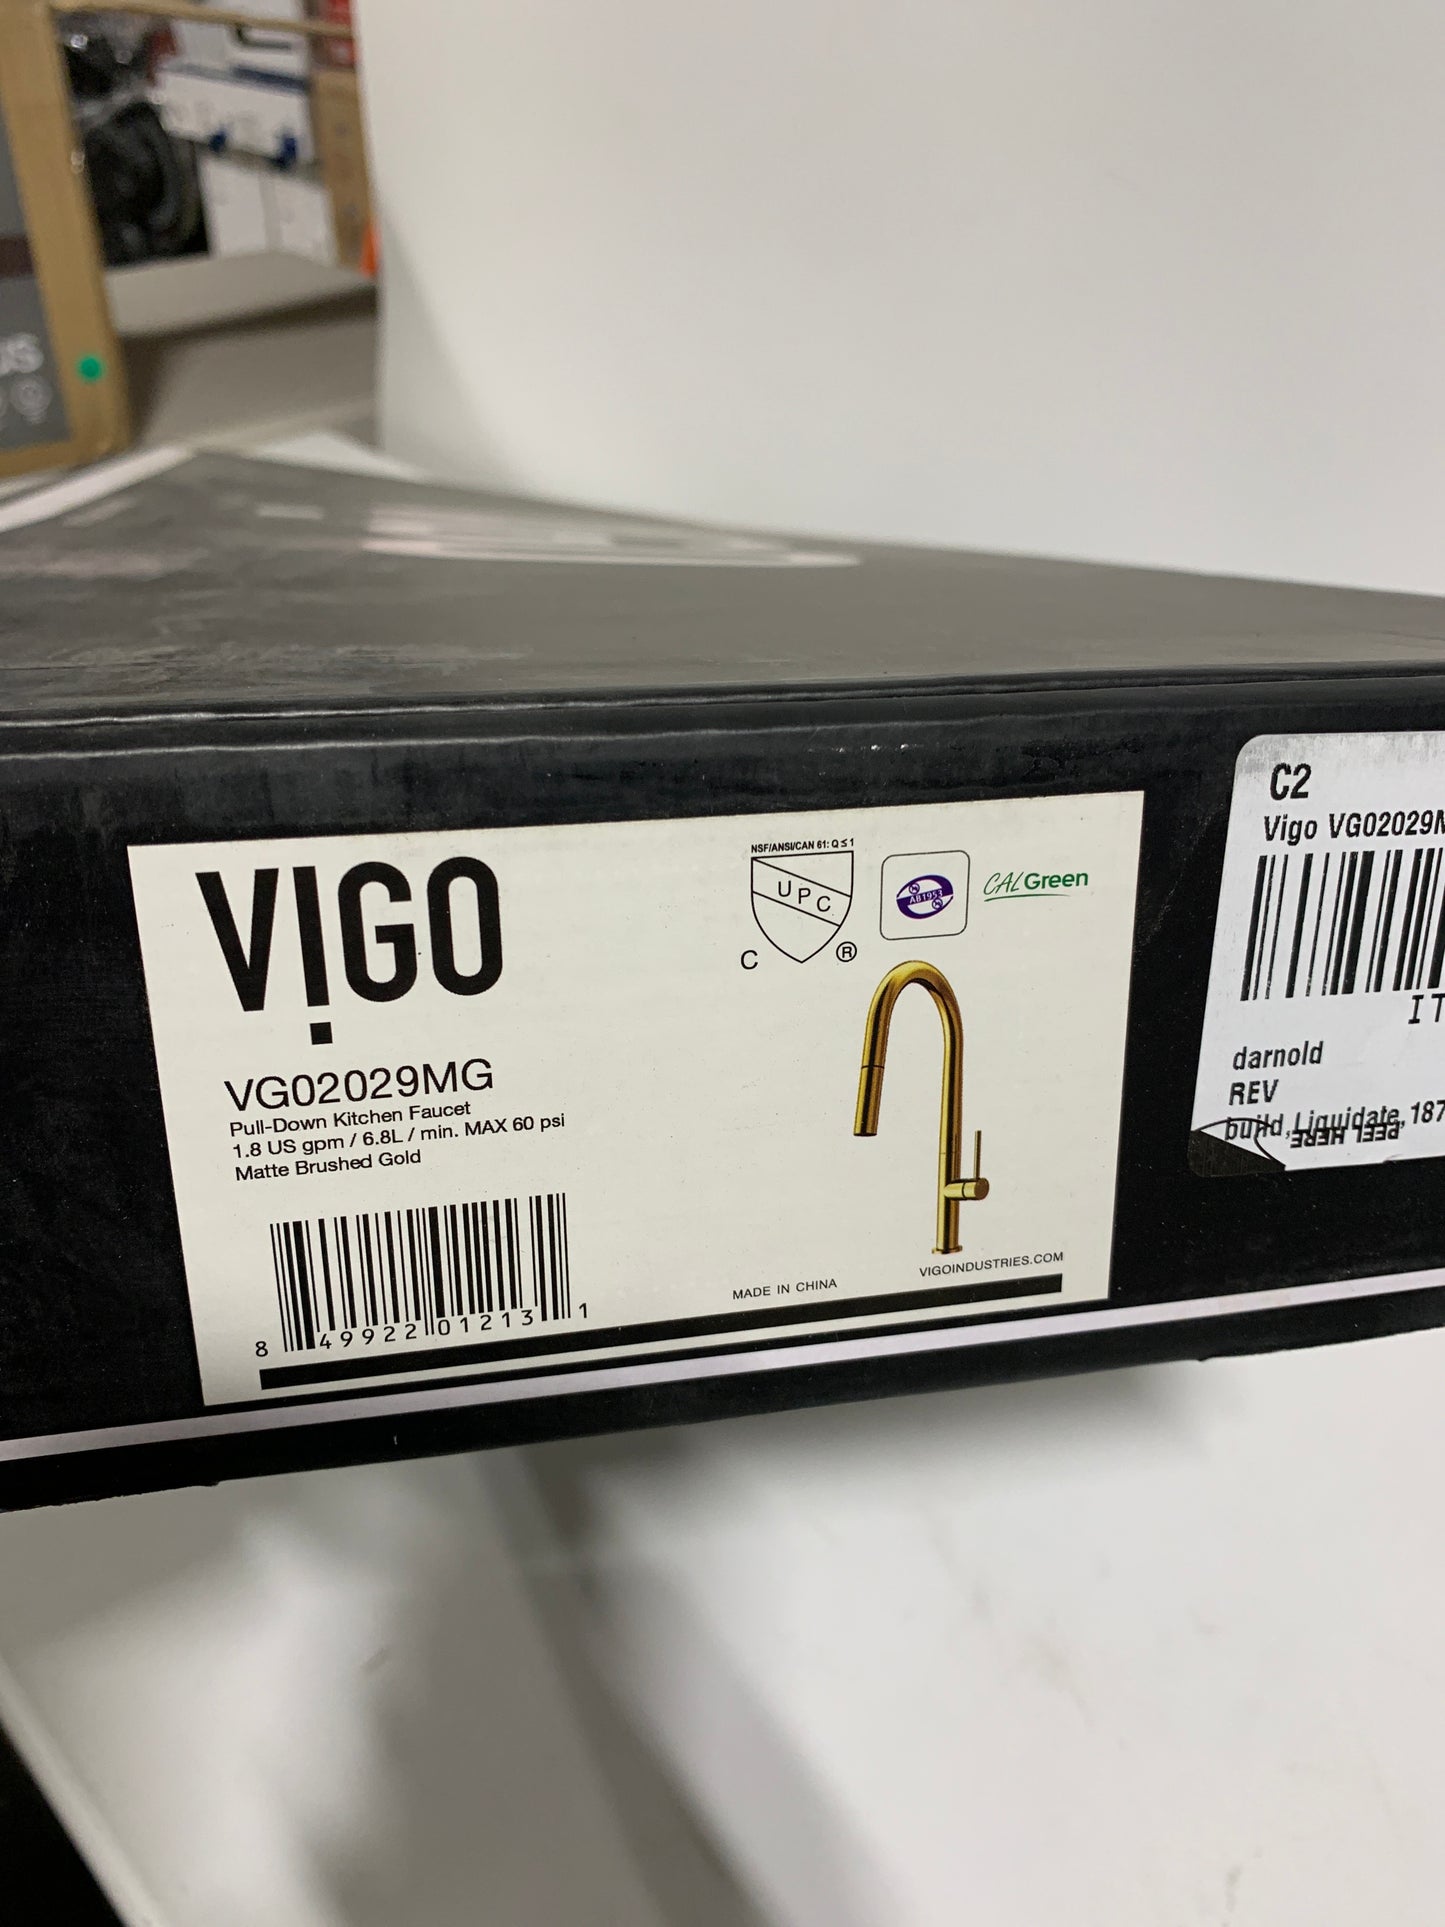 VIGO
VG02029MG
Pull-Down Kitchen Faucet
1.8 US gpm / 6.8L / min. MAX 60 psi
Matte Brushed Gold
8 49922 01213 1
NSF/ANSI/CAN 61: Q ≤ 1
UPC
C ®
AB1953
CALGreen
MADE IN CHINA
VIGOINDUSTRIES.COM
C2
Vigo VG02029M
IT
darnold
REV
build, Liquidate, 187
PEEL HERE